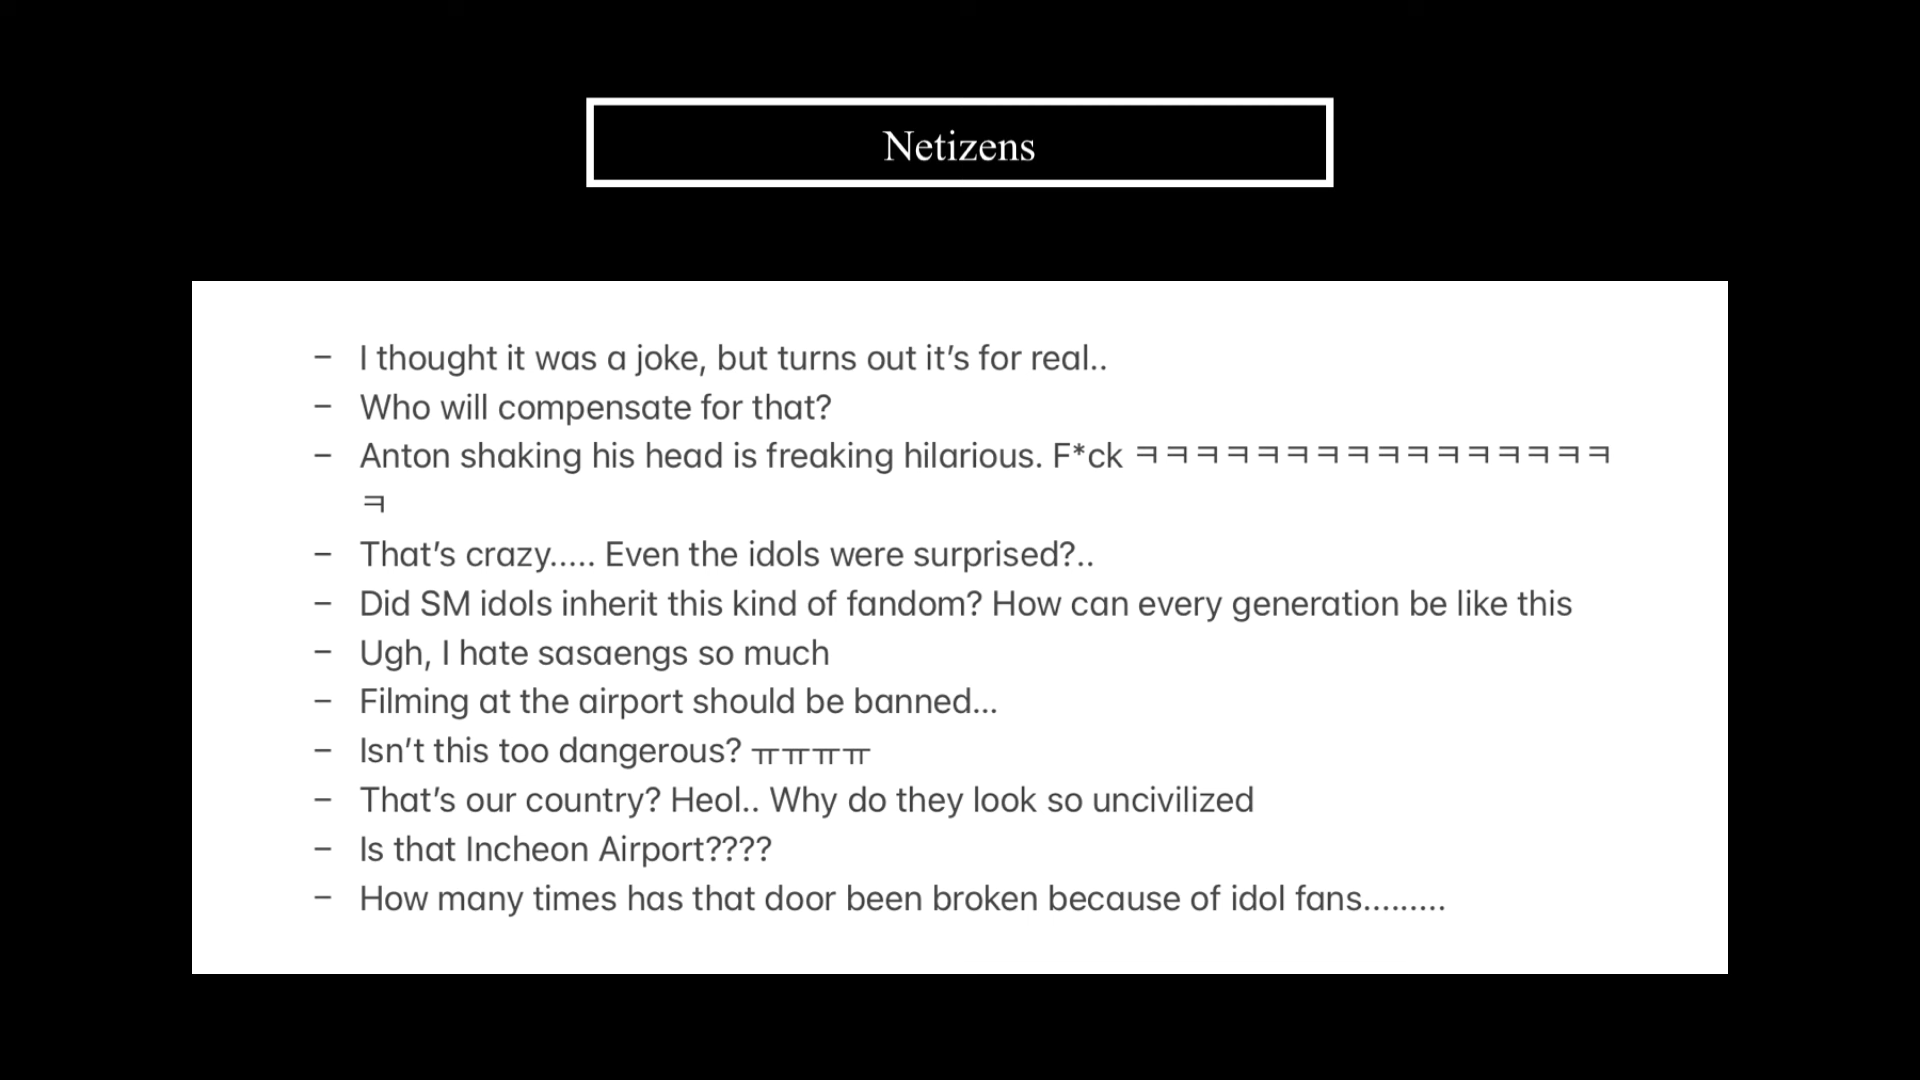 Netizens
– I thought it was a joke, but turns out it’s for real..
– Who will compensate for that?
– Anton shaking his head is freaking hilarious. F*ck ㅋㅋㅋㅋㅋㅋㅋㅋㅋㅋㅋㅋㅋㅋㅋㅋ
ㅋ
– That’s crazy..... Even the idols were surprised?..
– Did SM idols inherit this kind of fandom? How can every generation be like this
– Ugh, I hate sasaengs so much
– Filming at the airport should be banned...
– Isn’t this too dangerous? ㅠㅠㅠㅠ
– That’s our country? Heol.. Why do they look so uncivilized
– Is that Incheon Airport????
– How many times has that door been broken because of idol fans.........